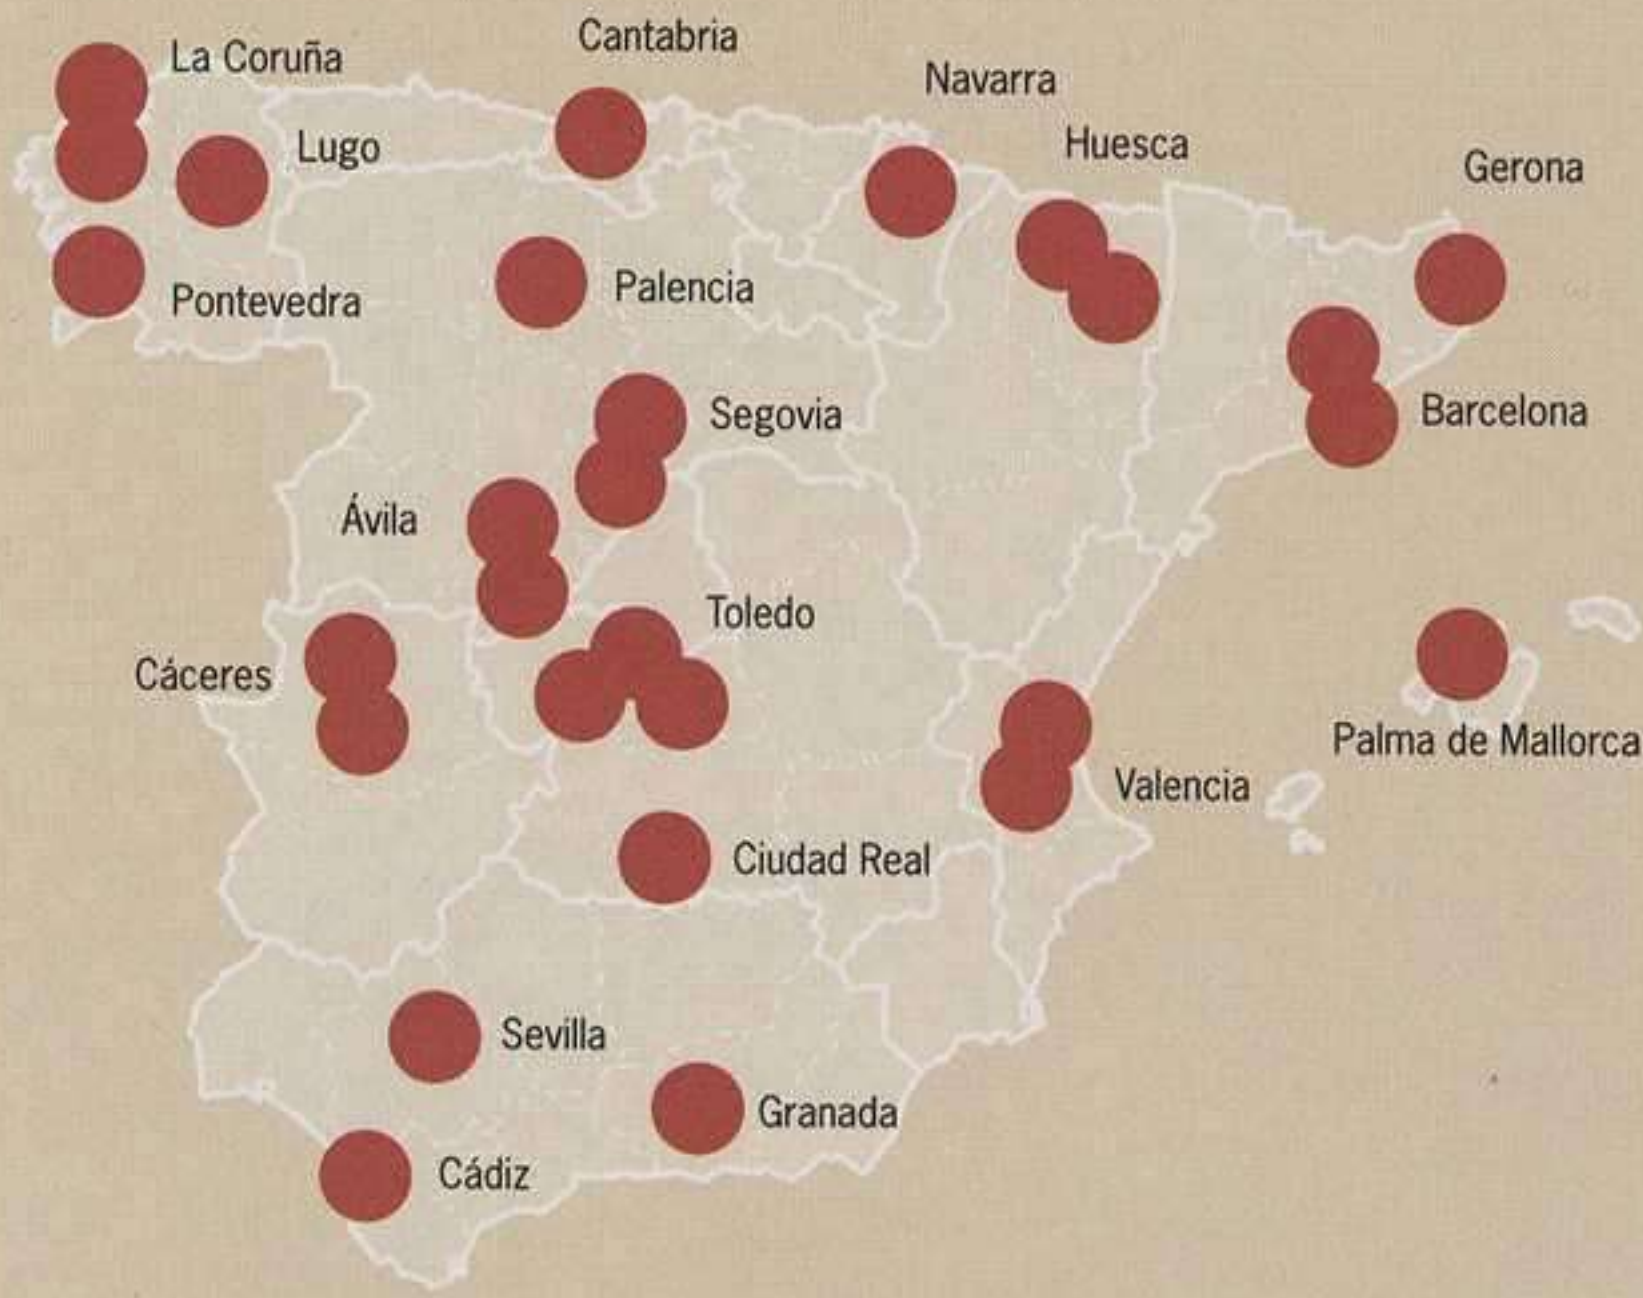 La Coruña
Cantabria
Navarra
Huesca
Lugo
Gerona
Pontevedra
Palencia
Segovia
Barcelona
Ávila
Toledo
Cáceres
Palma de Mallorca
Valencia
Ciudad Real
Sevilla
Granada
Cádiz